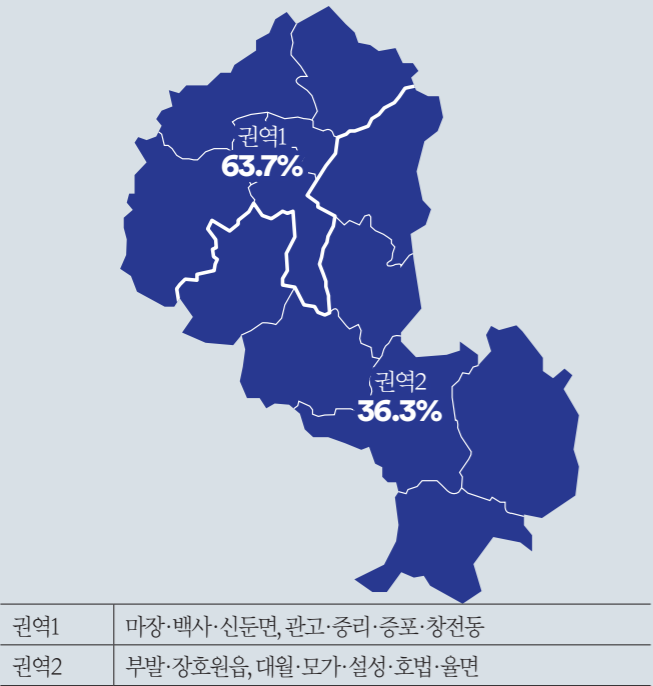 권역1
63.7%
권역2
36.3%
권역1 마장·백사·신둔면, 관고·중리·증포·창전동
권역2 부발·장호원읍, 대월·모가·설성·호법·율면